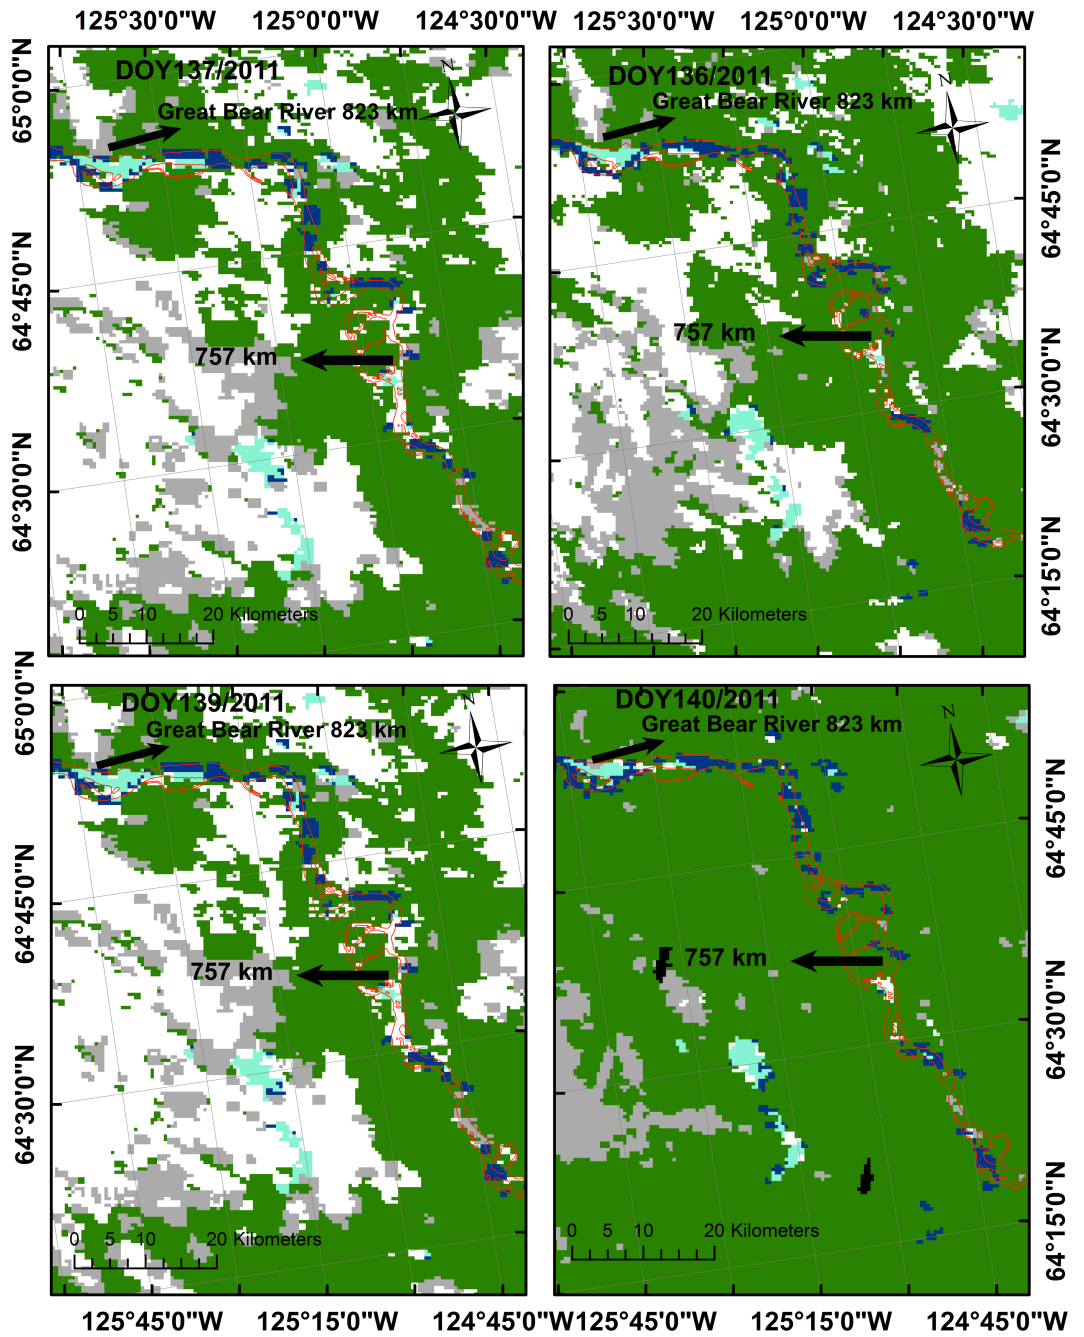 125°30'0"W 125°0'0"W 124°30'0"W 125°0'0"W 124°30'0"W
65°0'0"N
64°45'0"N
64°30'0"N
DOY137/2011
Great Bear River 823 km
N
757 km
0 5 10 20 Kilometers
DOY136/2011
Great Bear River 823 km
N
757 km
0 5 10 20 Kilometers
64°45'0"N
64°30'0"N
64°15'0"N
65°0'0"N
64°45'0"N
64°30'0"N
DOY139/2011
Great Bear River 823 km
N
757 km
0 5 10 20 Kilometers
DOY140/2011
Great Bear River 823 km
N
757 km
0 5 10 20 Kilometers
64°45'0"N
64°30'0"N
64°15'0"N
125°45'0"W 125°15'0"W 124°45'0"W 125°45'0"W 125°15'0"W 124°45'0"W